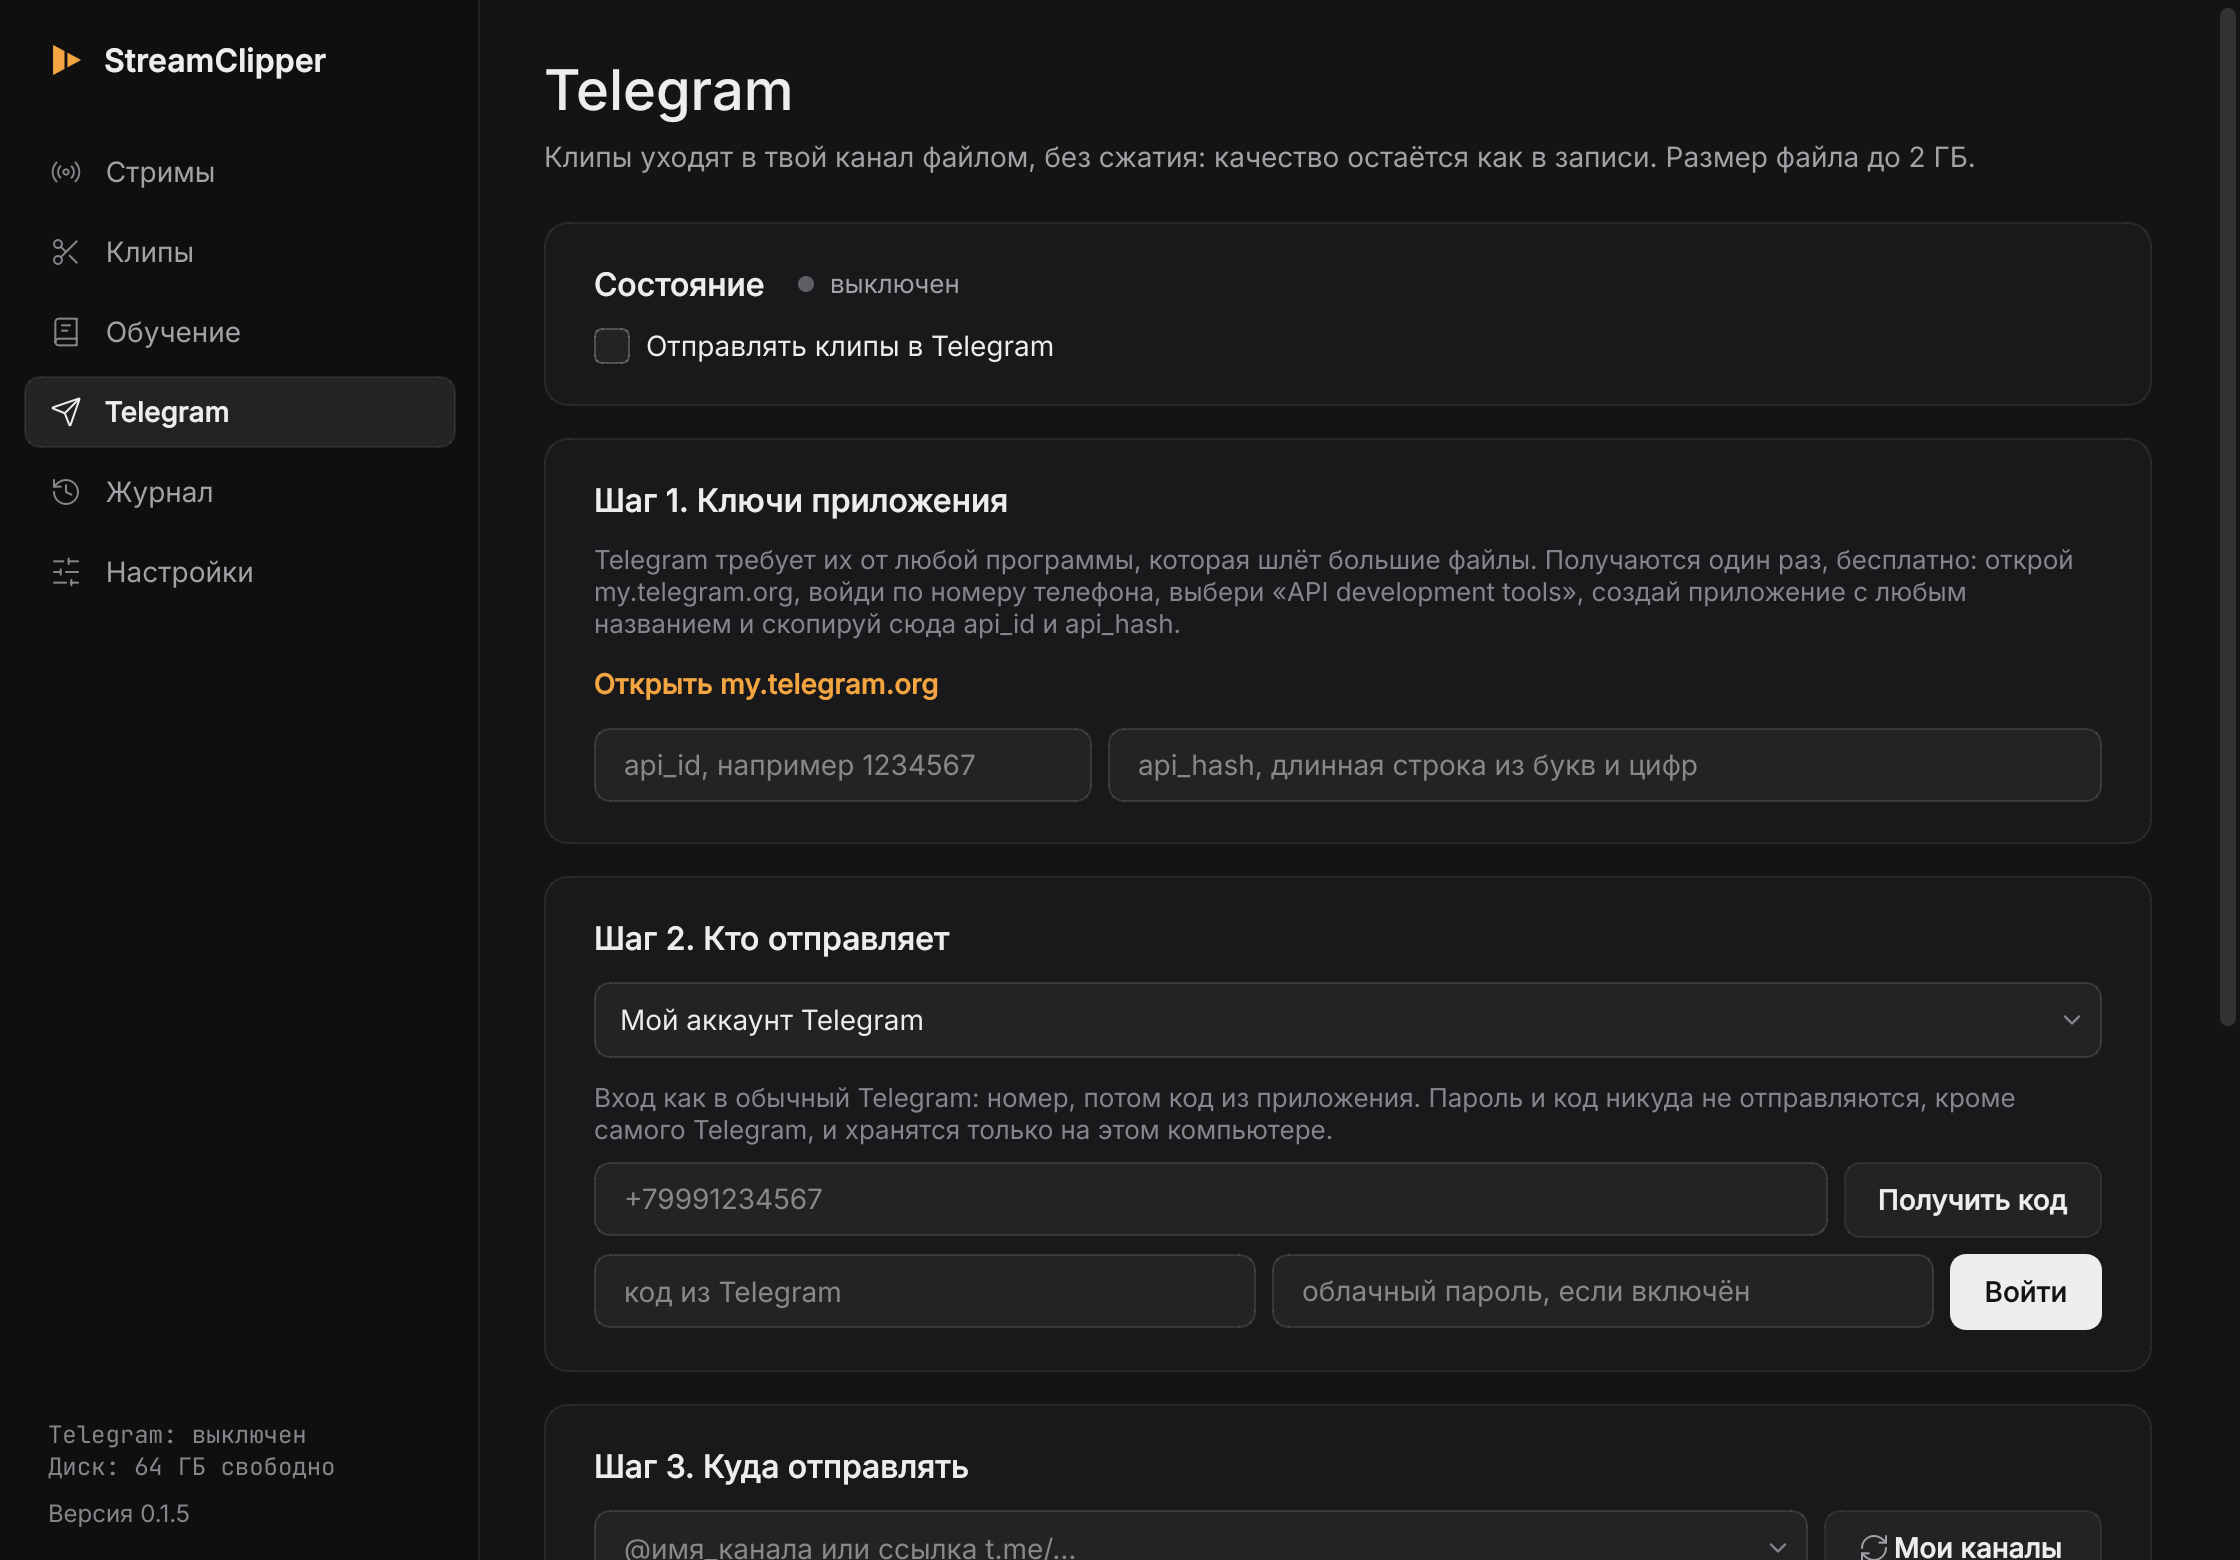 StreamClipper
Стримы
Клипы
Обучение
Telegram
Журнал
Настройки
Telegram: выключен
Диск: 64 ГБ свободно
Версия 0.1.5
Telegram
Клипы уходят в твой канал файлом, без сжатия: качество остаётся как в записи. Размер файла до 2 ГБ.
Состояние выключен
Отправлять клипы в Telegram
Шаг 1. Ключи приложения
Telegram требует их от любой программы, которая шлёт большие файлы. Получаются один раз, бесплатно: открой
my.telegram.org, войди по номеру телефона, выбери «API development tools», создай приложение с любым
названием и скопируй сюда api_id и api_hash.
Открыть my.telegram.org
api_id, например 1234567
api_hash, длинная строка из букв и цифр
Шаг 2. Кто отправляет
Мой аккаунт Telegram
Вход как в обычный Telegram: номер, потом код из приложения. Пароль и код никуда не отправляются, кроме
самого Telegram, и хранятся только на этом компьютере.
+79991234567
Получить код
код из Telegram
облачный пароль, если включён
Войти
Шаг 3. Куда отправлять
@имя_канала или ссылка t.me/...
Мои каналы